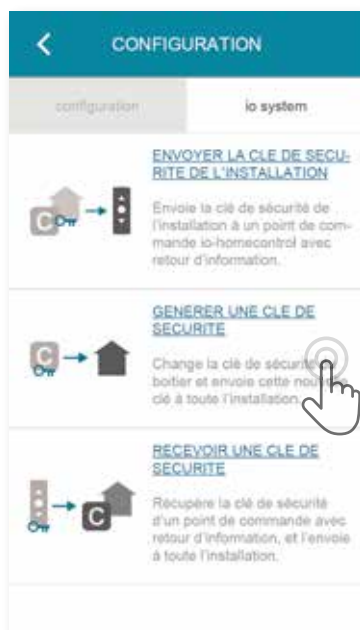 CONFIGURATION
configuration
io system
ENVOYER LA CLE DE SECU-
RITE DE L'INSTALLATION
Envoie la clé de sécurité de
l'installation à un point de com-
mande io-homecontrol avec
retour d'information.
C
GENERER UNE CLE DE
SECURITE
Change la clé de sécurité
boitier et envoie cette
clé à toute l'installation.
C
RECEVOIR UNE CLE DE
SECURITE
Récupère la clé de sécurité
d'un point de commande avec
retour d'information, et l'envoie
à toute l'installation.
C